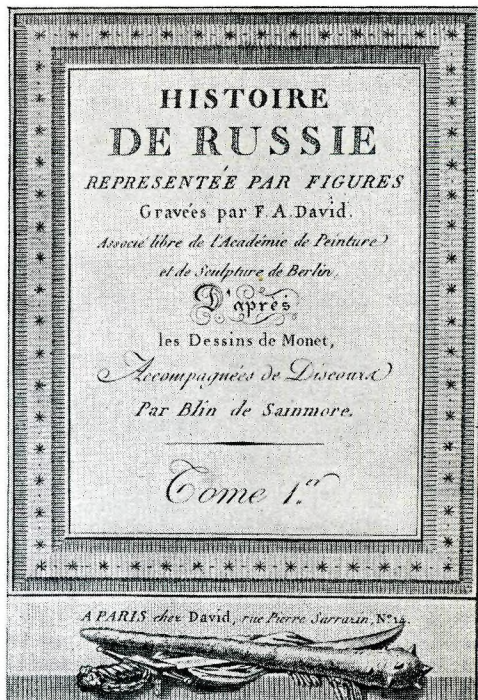 HISTOIRE
DE RUSSIE
REPRESENTÉE PAR FIGURES
Gravées par F. A. David.
Associé libre de l'Académie de Peinture
et de Sculpture de Berlin.
D'après
les Dessins de Monet,
Accompagnées de Discours
Par Blin de Sainmore.
Tome 1.er
A PARIS chez David, rue Pierre Sarrazin, N.º 14.